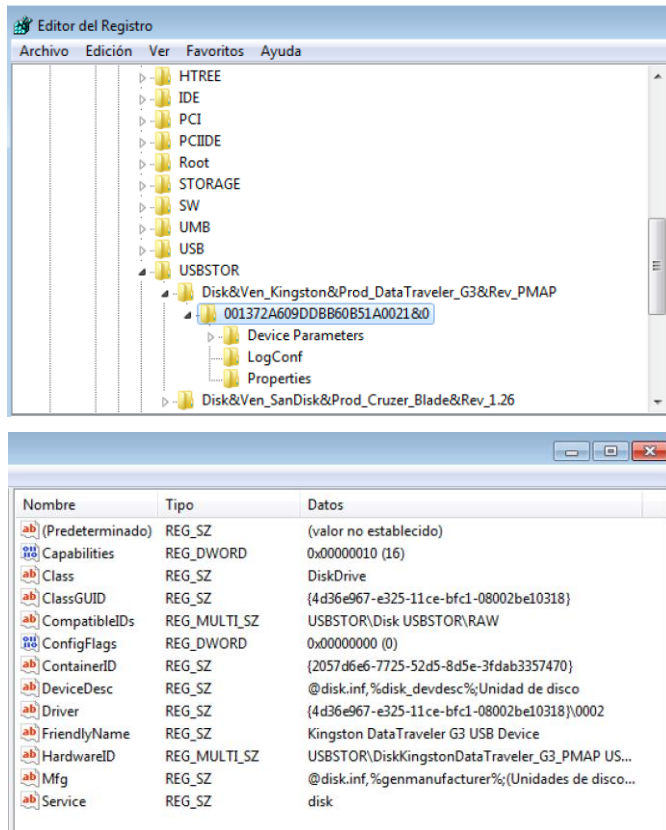 Editor del Registro
Archivo Edición Ver Favoritos Ayuda
HTREE
IDE
PCI
PCIIDE
Root
STORAGE
SW
UMB
USB
USBSTOR
Disk&Ven_Kingston&Prod_DataTraveler_G3&Rev_PMAP
001372A609DDBB60B51A0021&0
Device Parameters
LogConf
Properties
Disk&Ven_SanDisk&Prod_Cruzer_Blade&Rev_1.26
Nombre Tipo Datos
(Predeterminado) REG_SZ (valor no establecido)
Capabilities REG_DWORD 0x00000010 (16)
Class REG_SZ DiskDrive
ClassGUID REG_SZ {4d36e967-e325-11ce-bfc1-08002be10318}
CompatibleIDs REG_MULTI_SZ USBSTOR\Disk USBSTOR\RAW
ConfigFlags REG_DWORD 0x00000000 (0)
ContainerID REG_SZ {2057d6e6-7725-52d5-8d5e-3fdab3357470}
DeviceDesc REG_SZ @disk.inf,%disk_devdesc%;Unidad de disco
Driver REG_SZ {4d36e967-e325-11ce-bfc1-08002be10318}\0002
FriendlyName REG_SZ Kingston DataTraveler G3 USB Device
HardwareID REG_MULTI_SZ USBSTOR\DiskKingstonDataTraveler_G3_PMAP US...
Mfg REG_SZ @disk.inf,%genmanufacturer%;(Unidades de disco...
Service REG_SZ disk